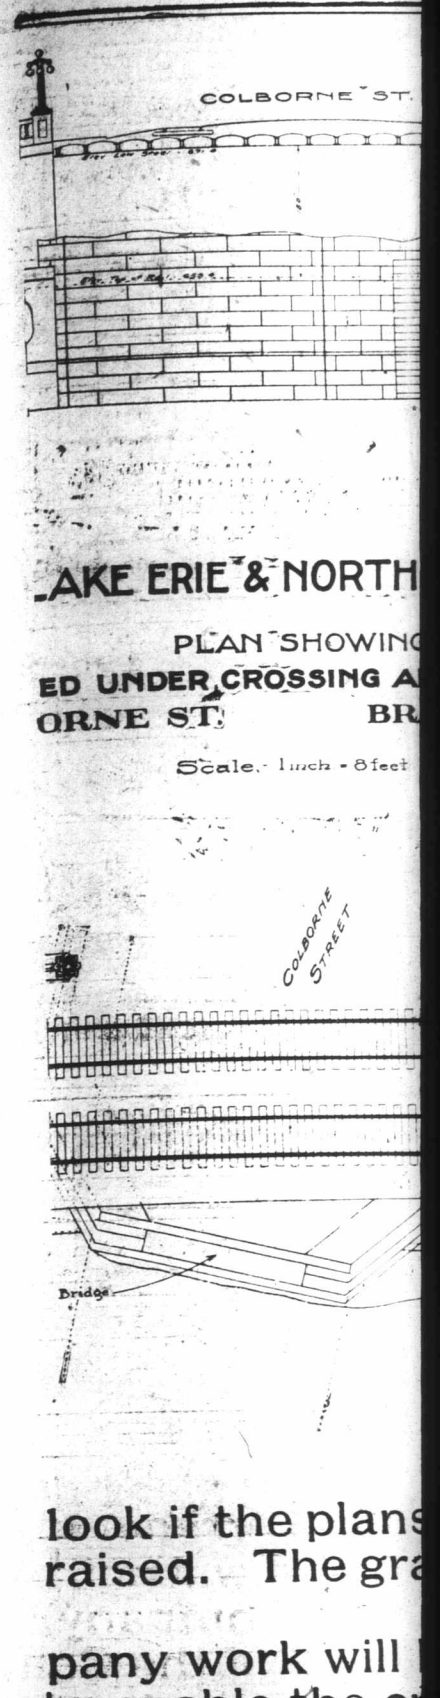 COLBORNE ST.
AKE ERIE & NORTH
PLAN SHOWING
ED UNDER CROSSING A
ORNE ST. BR
Scale. - 1 inch - 8 feet
COLBORNE
STREET
Bridge
look if the plans
raised. The gra
pany work will